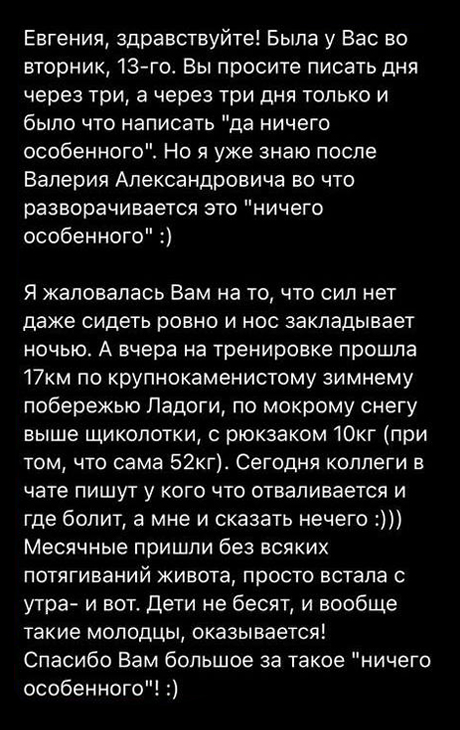 Евгения, здравствуйте! Была у Вас во
вторник, 13-го. Вы просите писать дня
через три, а через три дня только и
было что написать "да ничего
особенного". Но я уже знаю после
Валерия Александровича во что
разворачивается это "ничего
особенного" :)
Я жаловалась Вам на то, что сил нет
даже сидеть ровно и нос закладывает
ночью. А вчера на тренировке прошла
17км по крупнокаменистому зимнему
побережью Ладоги, по мокрому снегу
выше щиколотки, с рюкзаком 10кг (при
том, что сама 52кг). Сегодня коллеги в
чате пишут у кого что отваливается и
где болит, а мне и сказать нечего :)))
Месячные пришли без всяких
потягиваний живота, просто встала с
утра- и вот. Дети не бесят, и вообще
такие молодцы, оказывается!
Спасибо Вам большое за такое "ничего
особенного"! :)